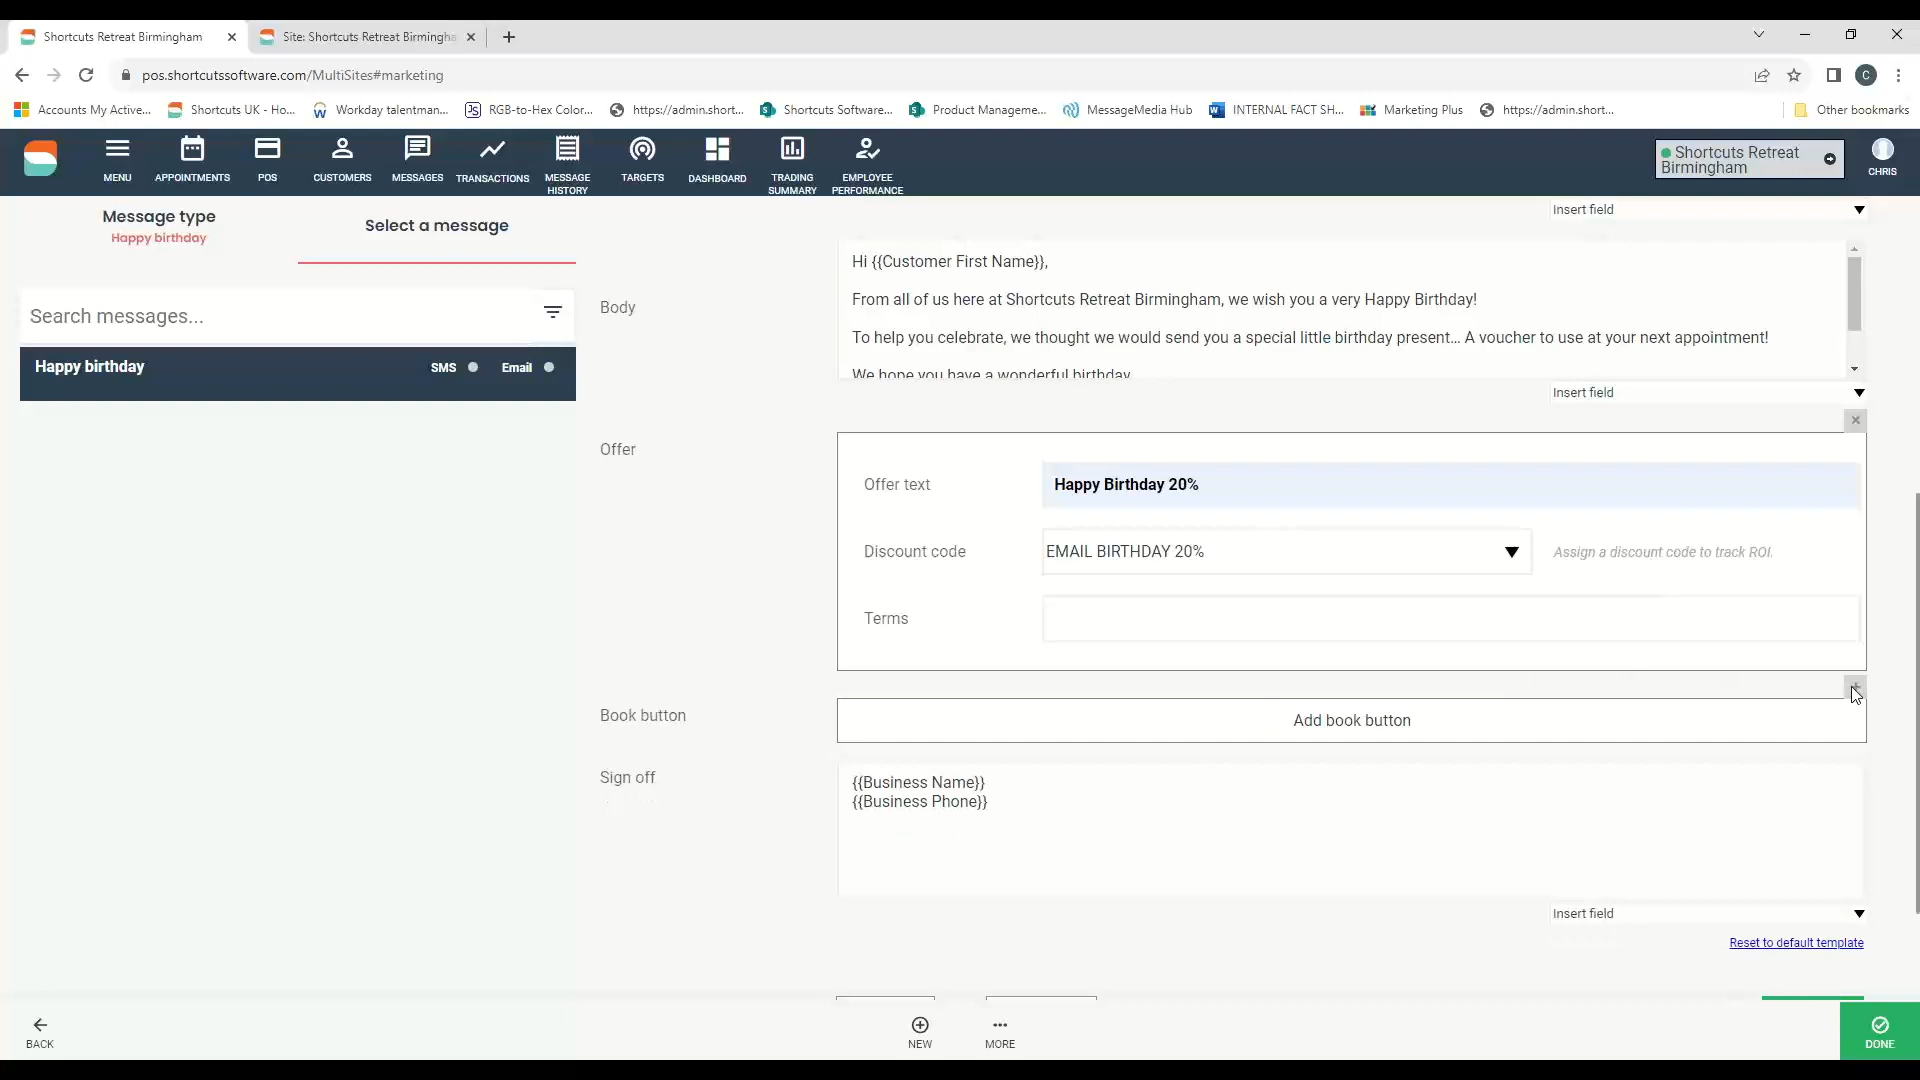 Shortcuts Retreat Birmingham
Site: Shortcuts Retreat Birmingha
pos.shortcutssoftware.com/MultiSites#marketing
C
Accounts My Active...
Shortcuts UK - Ho...
Workday talentman...
RGB-to-Hex Color...
https://admin.short...
Shortcuts Software...
Product Manageme...
MessageMedia Hub
INTERNAL FACT SH...
Marketing Plus
https://admin.short...
Other bookmarks
MENU
APPOINTMENTS
POS
CUSTOMERS
MESSAGES
TRANSACTIONS
MESSAGE
HISTORY
TARGETS
DASHBOARD
TRADING
SUMMARY
EMPLOYEE
PERFORMANCE
Shortcuts Retreat
Birmingham
CHRIS
Message type
Happy birthday
Select a message
Search messages...
Happy birthday
SMS
Email
Insert field
Body
Hi {{Customer First Name}},
From all of us here at Shortcuts Retreat Birmingham, we wish you a very Happy Birthday!
To help you celebrate, we thought we would send you a special little birthday present... A voucher to use at your next appointment!
We hope you have a wonderful birthday
Insert field
Offer
Offer text
Happy Birthday 20%
Discount code
EMAIL BIRTHDAY 20%
Assign a discount code to track ROI.
Terms
Book button
Add book button
Sign off
{{Business Name}}
{{Business Phone}}
Insert field
Reset to default template
BACK
NEW
MORE
DONE